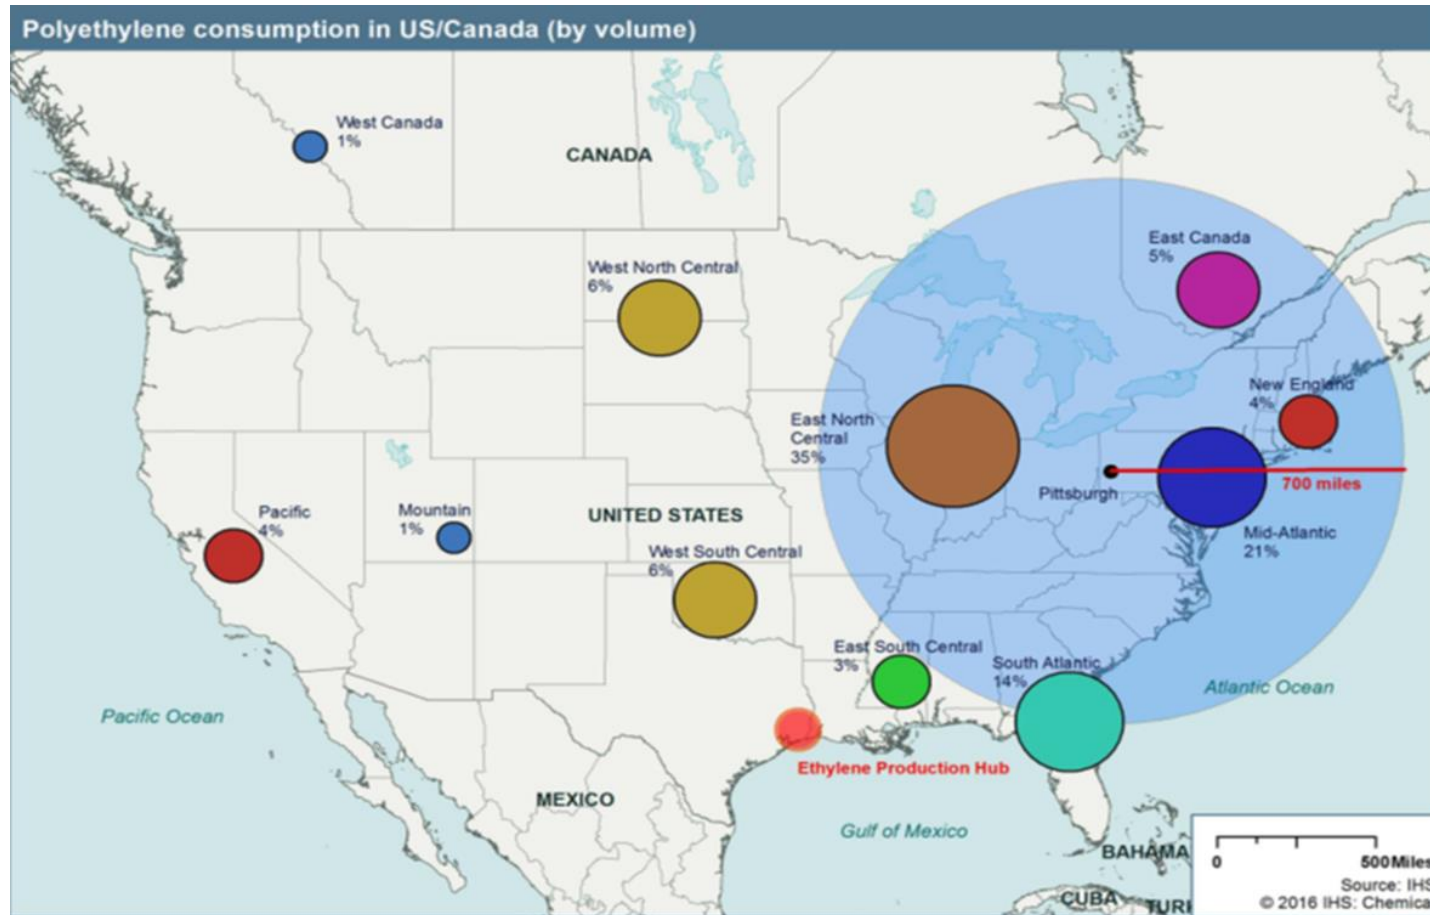 Polyethylene consumption in US/Canada (by volume)
West Canada
1%
CANADA
East Canada
5%
West North Central
6%
New England
4%
East North
Central
35%
Pittsburgh
700 miles
Mid-Atlantic
21%
Pacific
4%
Mountain
1%
UNITED STATES
West South Central
6%
East South Central
3%
South Atlantic
14%
Pacific Ocean
Atlantic Ocean
Ethylene Production Hub
MEXICO
Gulf of Mexico
BAHAMA
CUBA
TURK
0
500Miles
Source: IHS
© 2016 IHS: Chemica